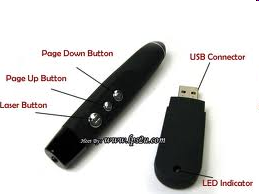 Page Down Button
USB Connector
Page Up Button
Laser Button
LED Indicator